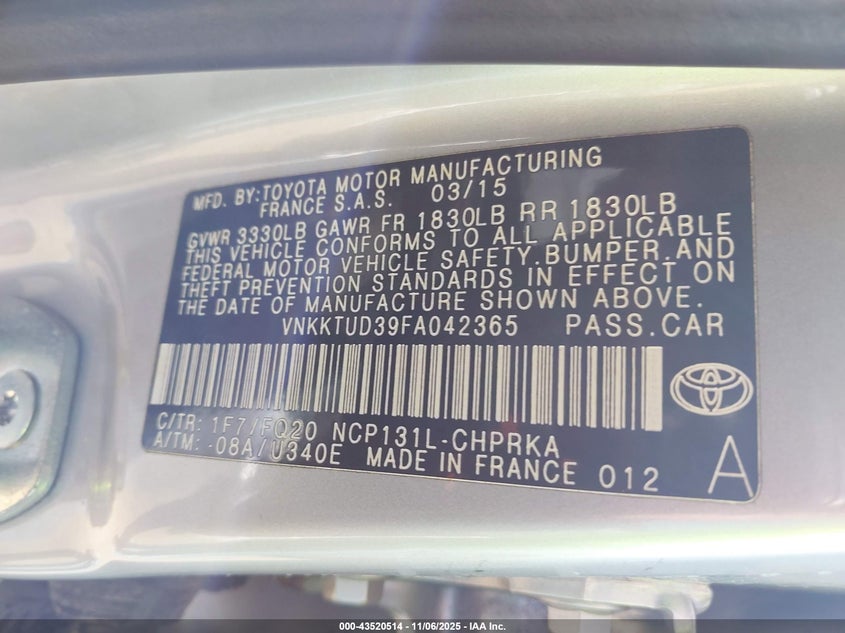 MFD. BY:TOYOTA MOTOR MANUFACTURING
FRANCE S.A.S. 03/15
GVWR 3330LB GAWR FR 1830LB RR 1830LB
THIS VEHICLE CONFORMS TO ALL APPLICABLE
FEDERAL MOTOR VEHICLE SAFETY,BUMPER,AND
THEFT PREVENTION STANDARDS IN EFFECT ON
THE DATE OF MANUFACTURE SHOWN ABOVE.
VNKKTUD39FA042365 PASS.CAR
C/TR: 1F7/FQ20 NCP131L-CHPRKA
A/TM: -08A/U340E MADE IN FRANCE 012 A
000-43520514 - 11/06/2025 - IAA Inc.